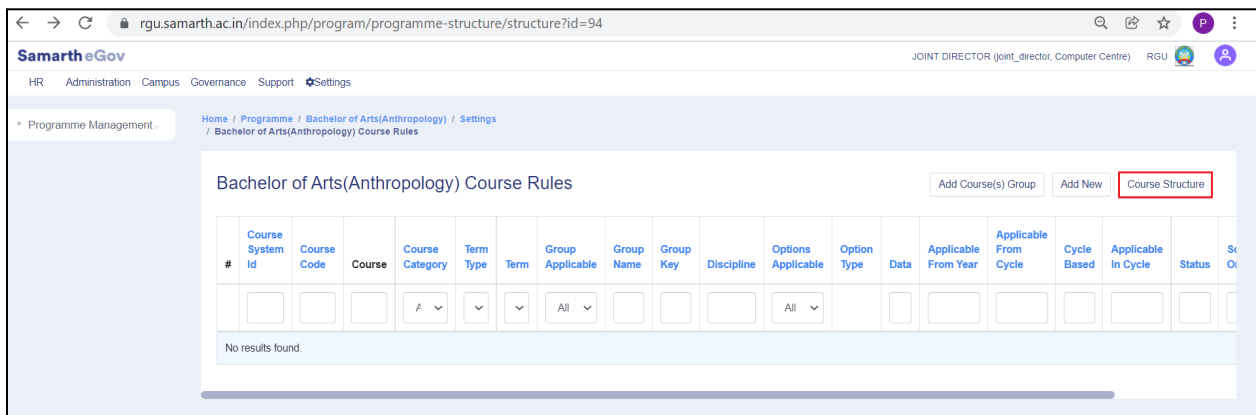 rgu.samarth.ac.in/index.php/program/programme-structure/structure?id=94
P
Samarth eGov
JOINT DIRECTOR (joint_director, Computer Centre) RGU
HR Administration Campus Governance Support Settings
Programme Management
Home / Programme / Bachelor of Arts(Anthropology) / Settings
/ Bachelor of Arts(Anthropology) Course Rules
Bachelor of Arts(Anthropology) Course Rules
Add Course(s) Group Add New Course Structure
# Course System Id Course Code Course Course Category Term Type Term Group Applicable Group Name Group Key Discipline Options Applicable Option Type Data Applicable From Year Applicable From Cycle Cycle Based Applicable In Cycle Status
All All
No results found.